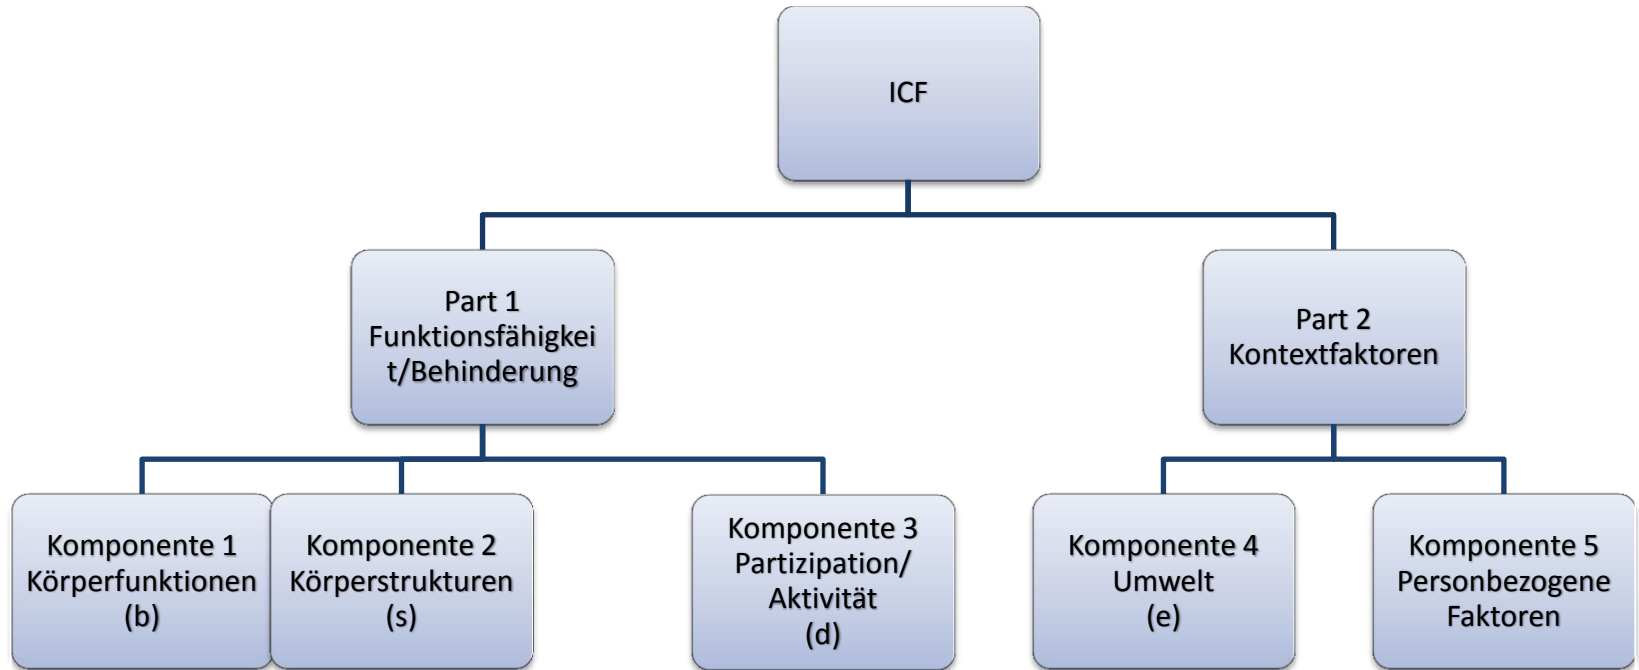 ICF
Part 1
Funktionsfähigkei
t/Behinderung
Part 2
Kontextfaktoren
Komponente 1
Körperfunktionen
(b)
Komponente 2
Körperstrukturen
(s)
Komponente 3
Partizipation/
Aktivität
(d)
Komponente 4
Umwelt
(e)
Komponente 5
Personbezogene
Faktoren